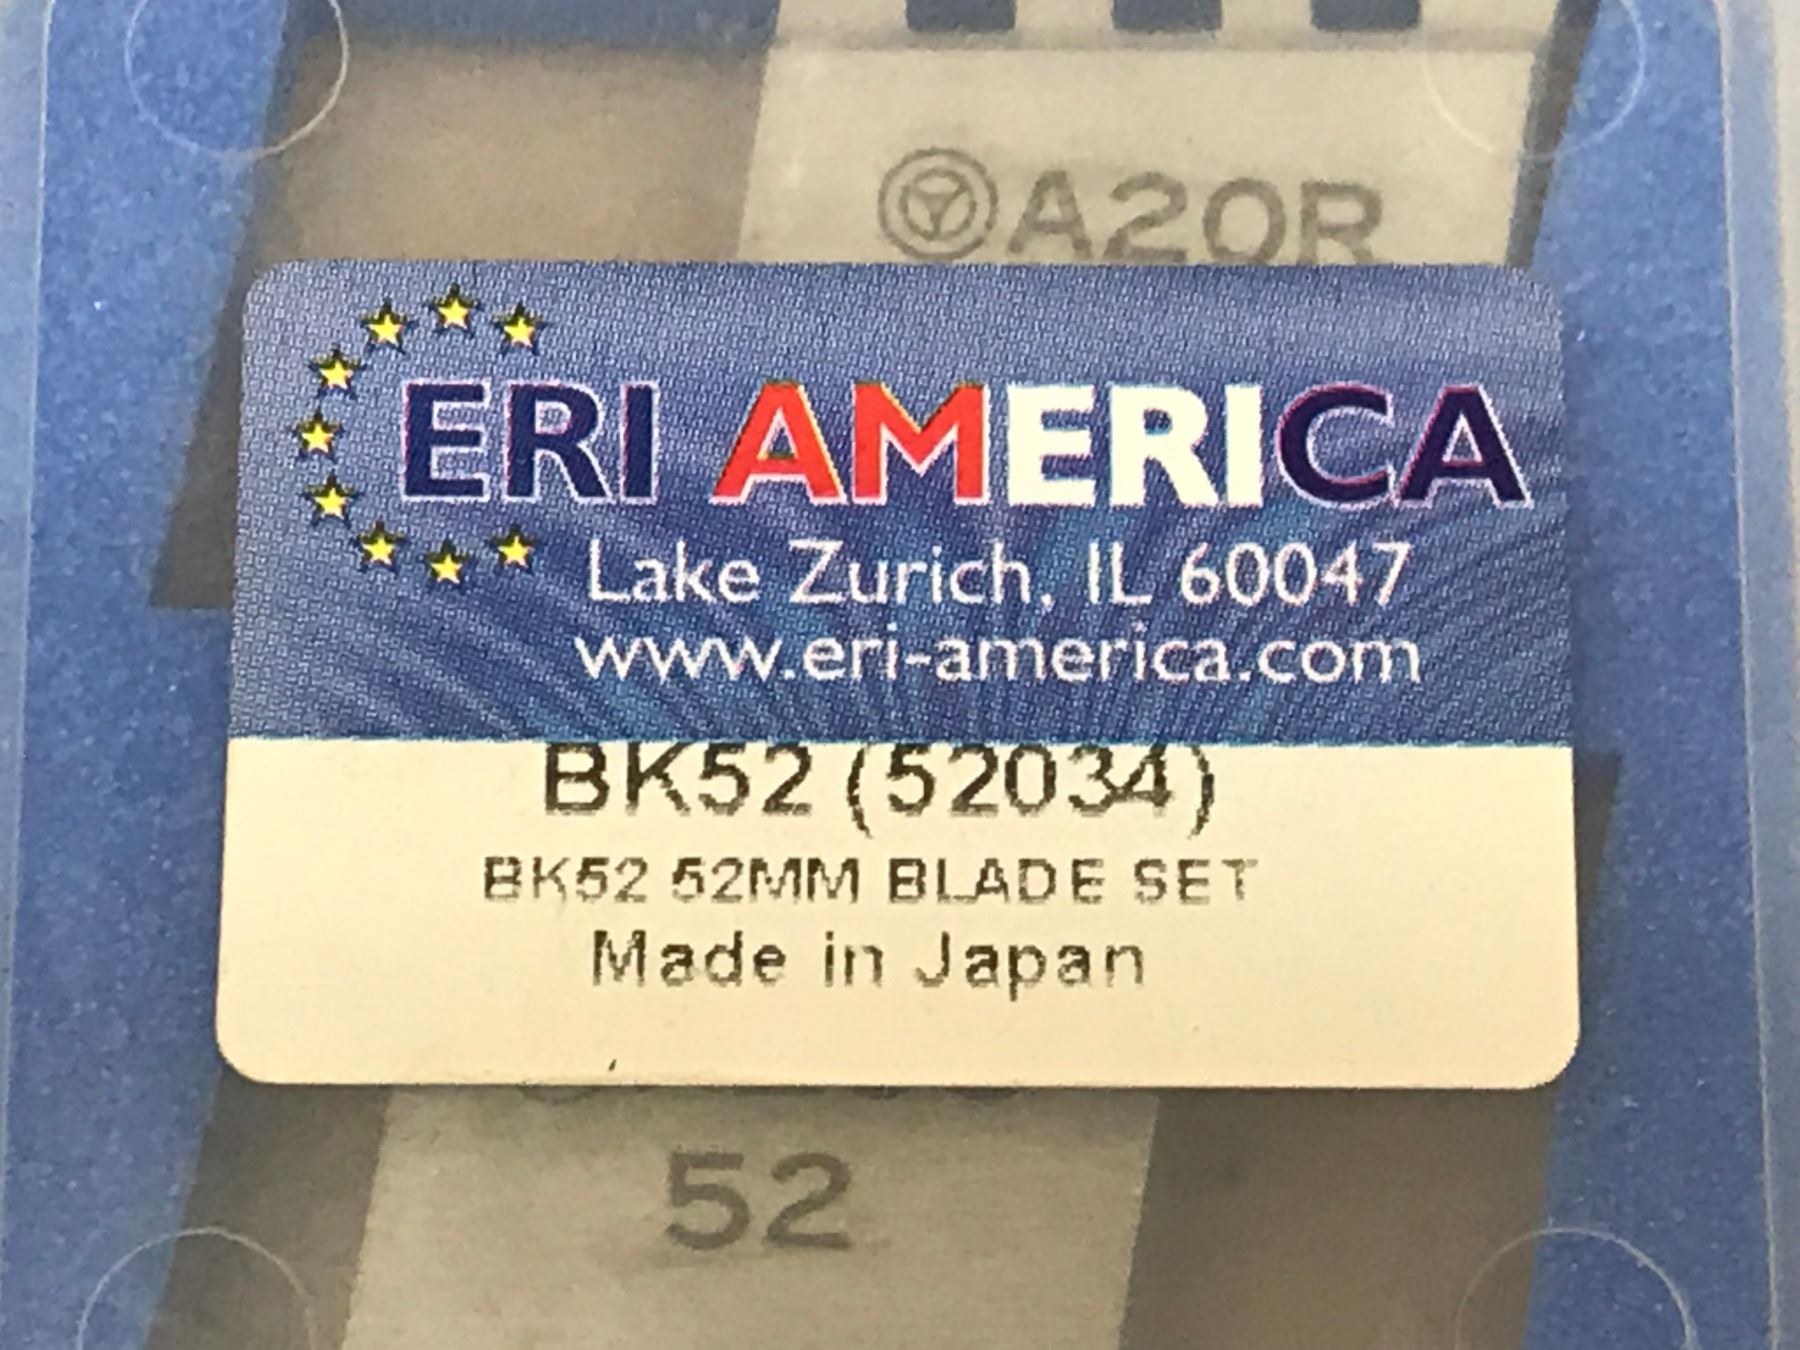 A20R
ERI AMERICA
Lake Zurich, IL 60047
www.eri-america.com
BK52 (52034)
BK52 52MM BLADE SET
Made in Japan
52